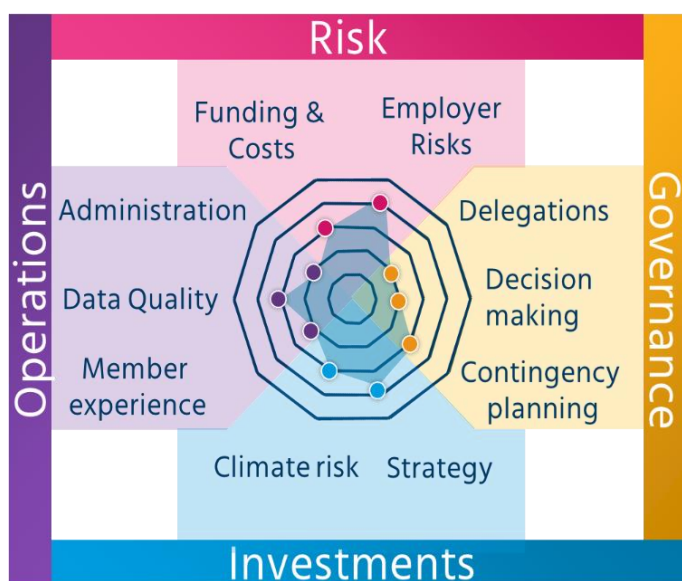 Risk
Funding &
Costs
Employer
Risks
Operations
Administration
Data Quality
Member
experience
Governance
Delegations
Decision
making
Contingency
planning
Climate risk
Strategy
Investments